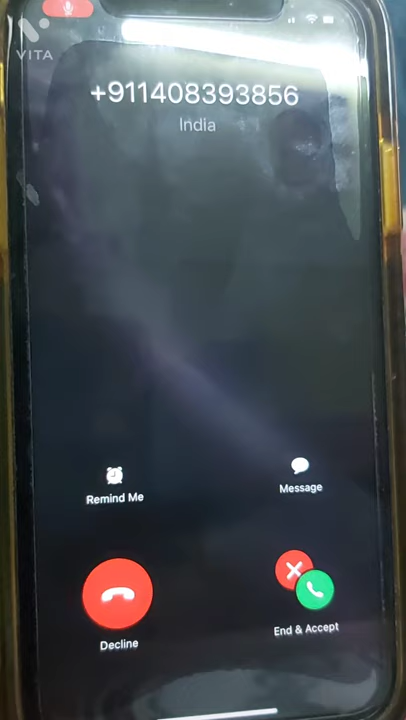 VITA
+911408393856
India
Remind Me
Message
Decline
End & Accept